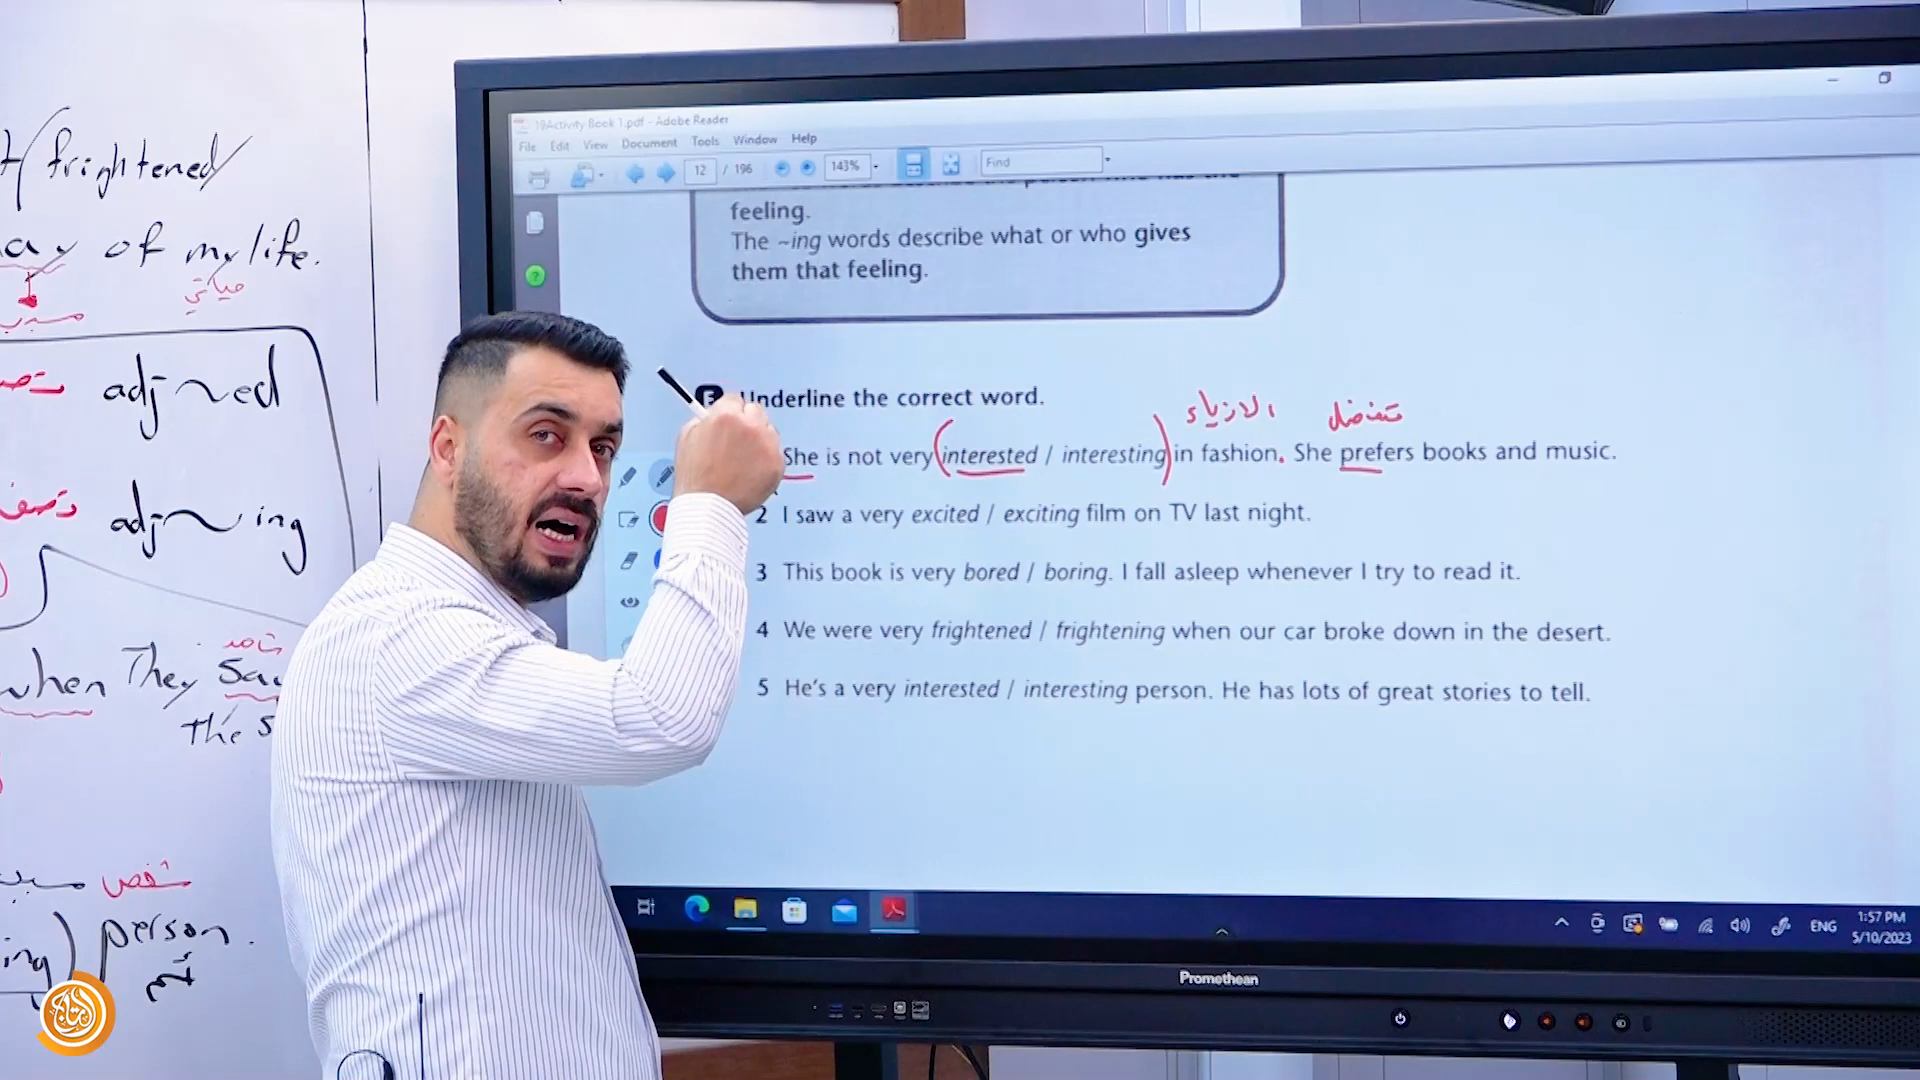 frightened
of my life.
حياتي
adj ~ ed
adj ~ ing
when They
The
شخص
person.
ing)
19Activity Book 1.pdf - Adobe Reader
File Edit View Document Tools Window Help
12 / 196 143% Find
feeling.
The ~ing words describe what or who gives
them that feeling.
Underline the correct word.
الازياء تفضل
She is not very (interested / interesting) in fashion. She prefers books and music.
2 I saw a very excited / exciting film on TV last night.
3 This book is very bored / boring. I fall asleep whenever I try to read it.
4 We were very frightened / frightening when our car broke down in the desert.
5 He's a very interested / interesting person. He has lots of great stories to tell.
ENG 1:57 PM
5/10/2023
Promethean